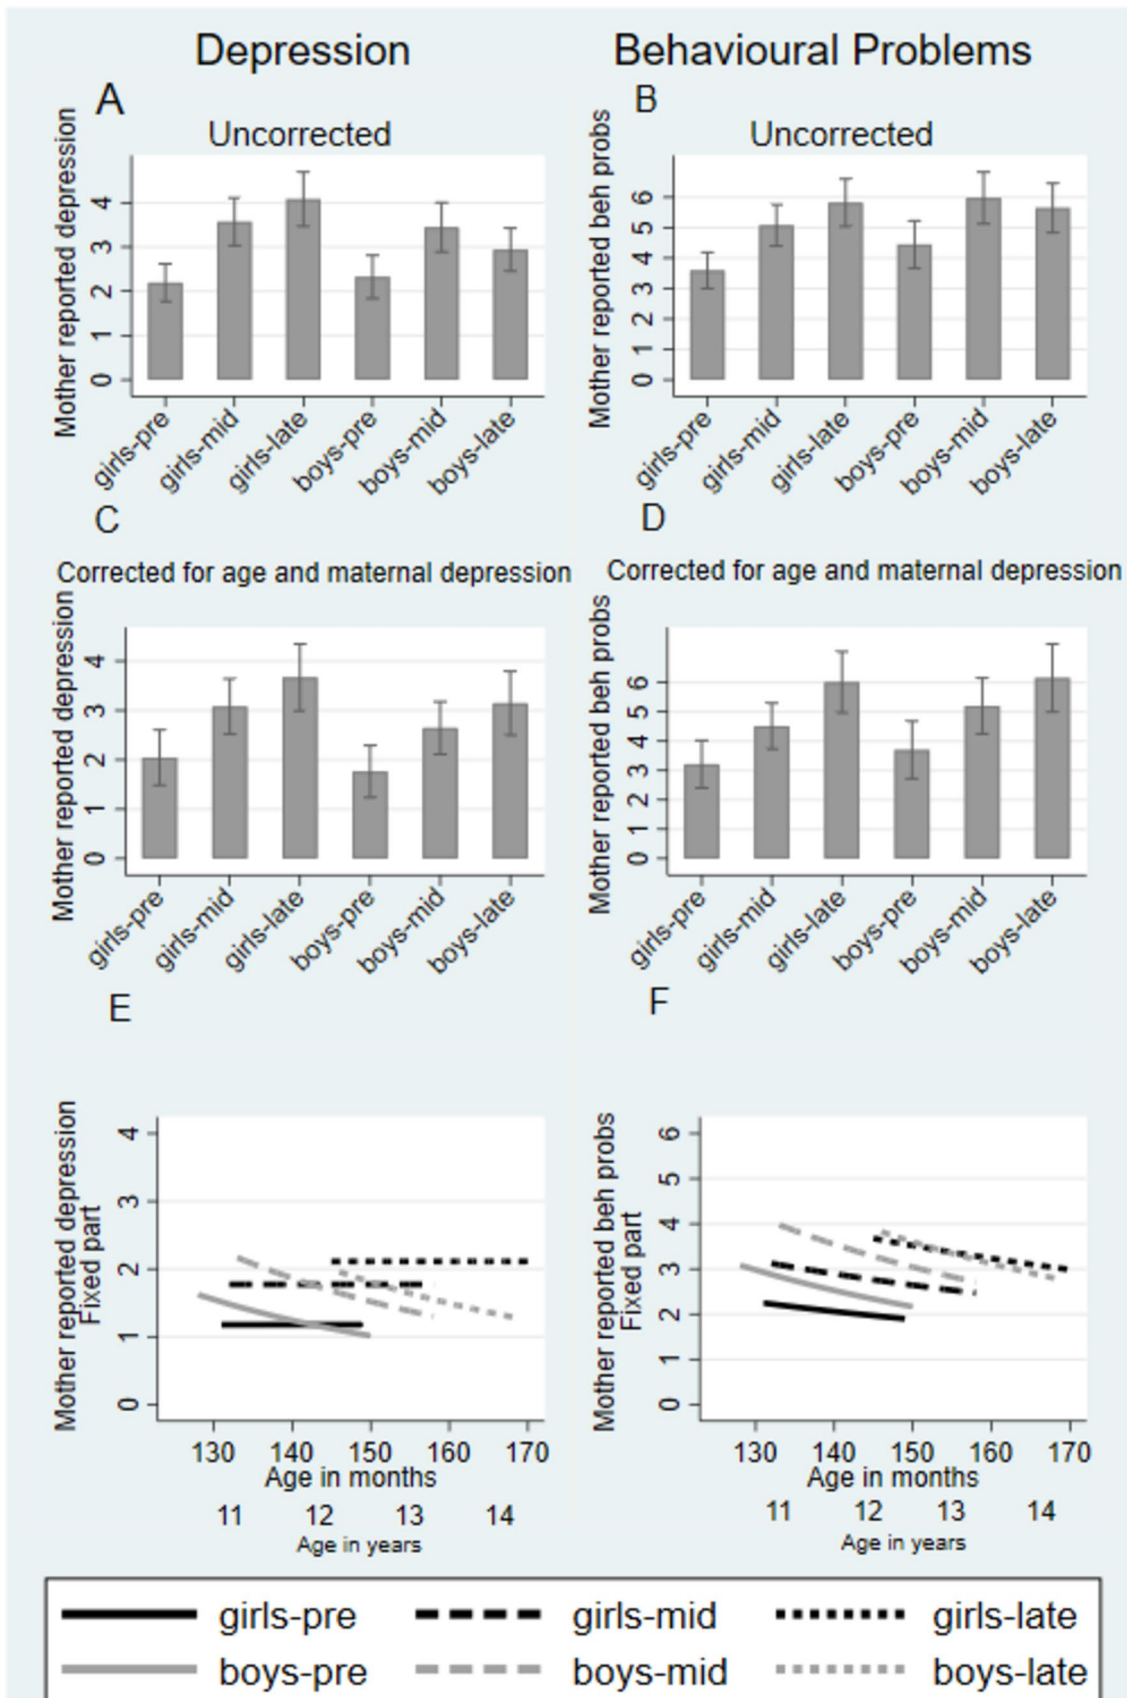 Depression
Behavioural Problems
A
B
Uncorrected
Uncorrected
Mother reported depression
4
3
2
1
0
girls-pre
girls-mid
girls-late
boys-pre
boys-mid
boys-late
Mother reported beh probs
6
5
4
3
2
1
0
girls-pre
girls-mid
girls-late
boys-pre
boys-mid
boys-late
C
D
Corrected for age and maternal depression
Corrected for age and maternal depression
Mother reported depression
4
3
2
1
0
girls-pre
girls-mid
girls-late
boys-pre
boys-mid
boys-late
Mother reported beh probs
6
5
4
3
2
1
0
girls-pre
girls-mid
girls-late
boys-pre
boys-mid
boys-late
E
F
Mother reported depression
Fixed part
4
3
2
1
0
130 140 150 160 170
Age in months
11 12 13 14
Age in years
Mother reported beh probs
Fixed part
6
5
4
3
2
1
0
130 140 150 160 170
Age in months
11 12 13 14
Age in years
girls-pre girls-mid girls-late
boys-pre boys-mid boys-late